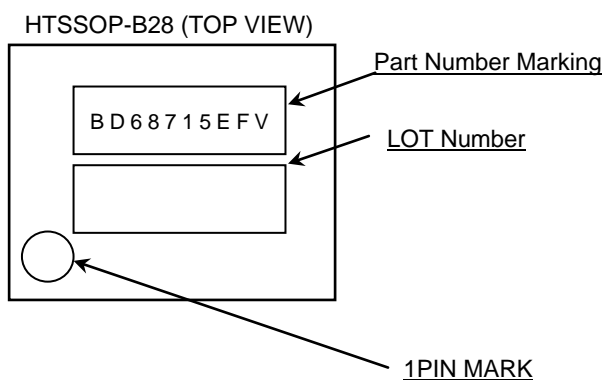 HTSSOP-B28 (TOP VIEW)
Part Number Marking
BD68715EFV
LOT Number
1PIN MARK